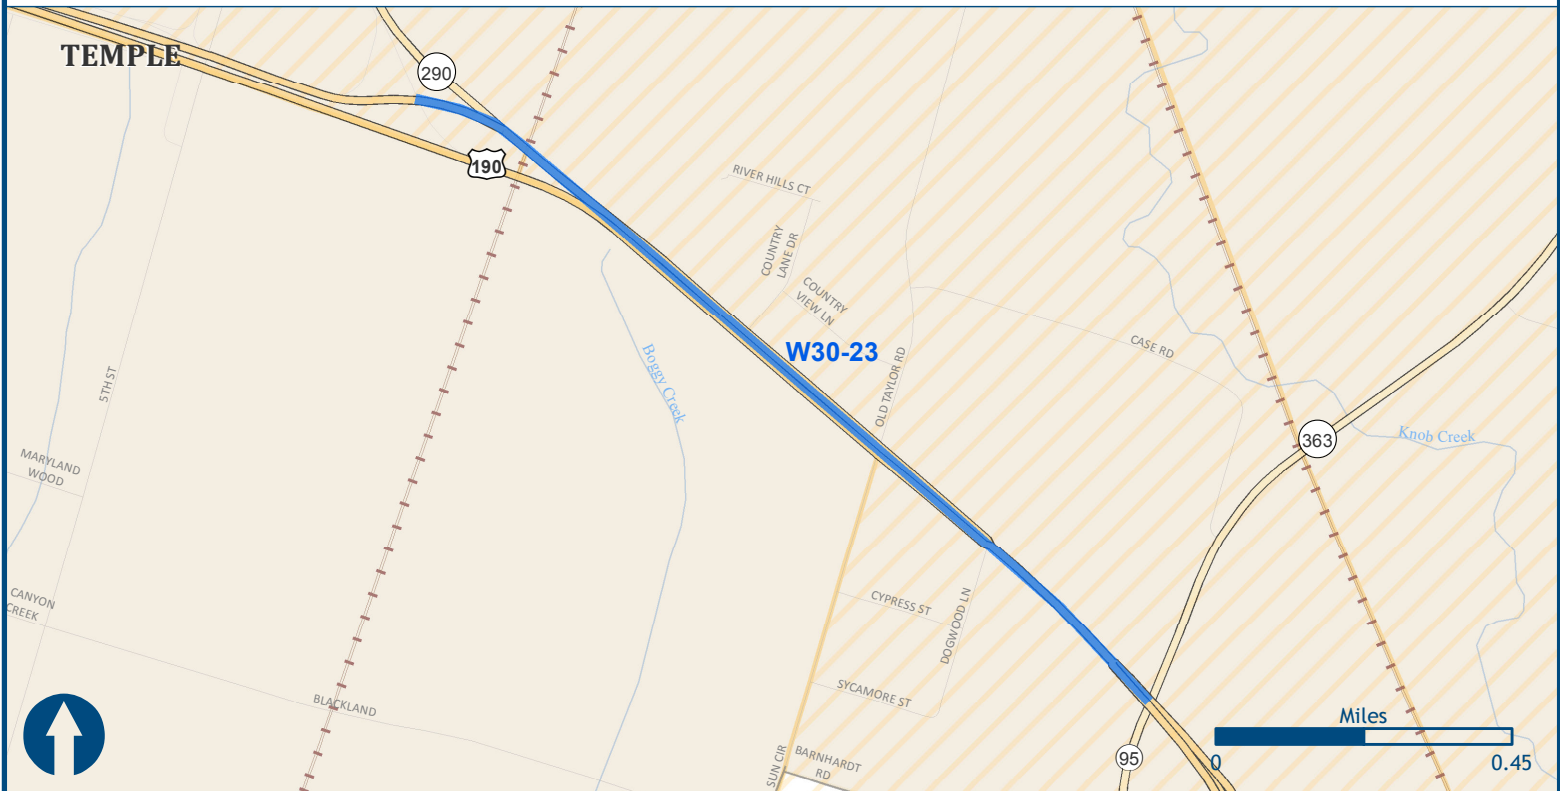 TEMPLE
290
190
RIVER HILLS CT
COUNTRY
LANE DR
COUNTRY
VIEW LN
W30-23
OLD TAYLOR RD
CASE RD
Boggy Creek
5TH ST
363
Knob Creek
MARYLAND
WOOD
CANYON
CREEK
CYPRESS ST
DOGWOOD LN
SYCAMORE ST
BLACKLAND
SUN CIR
BARNHARDT
RD
95
Miles
0
0.45